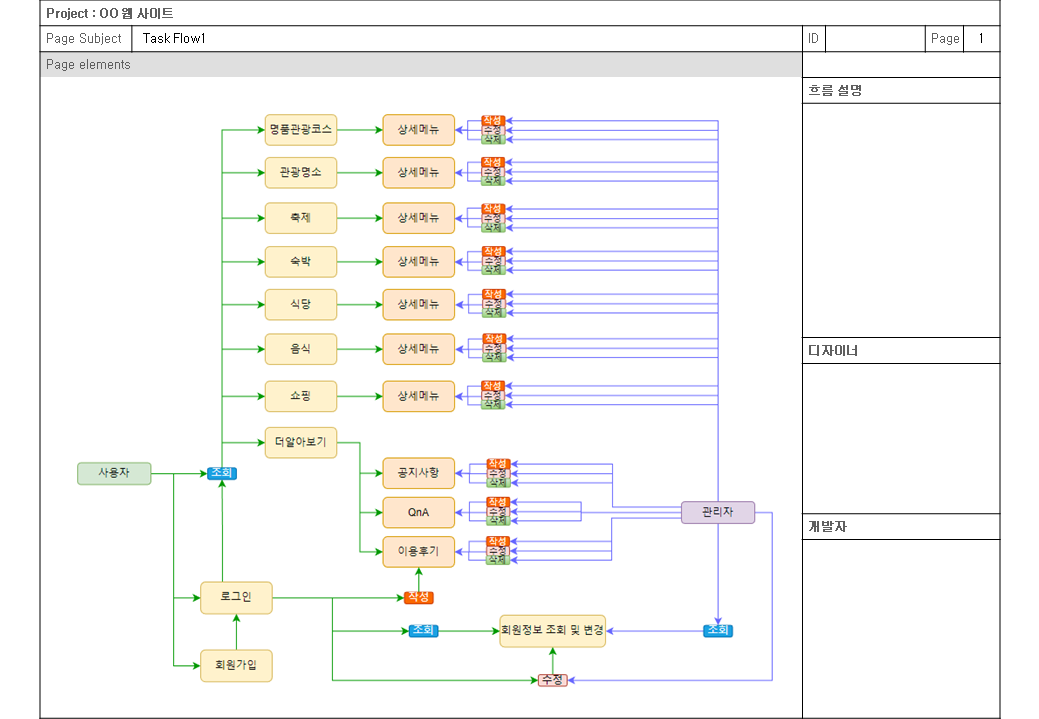 Project : OO 웹 사이트
Page Subject Task Flow1 ID Page 1
Page elements
흐름 설명
명품관광코스 상세메뉴 작성
수정
삭제
관광명소 상세메뉴 작성
수정
삭제
축제 상세메뉴 작성
수정
삭제
숙박 상세메뉴 작성
수정
삭제
식당 상세메뉴 작성
수정
삭제
음식 상세메뉴 작성
수정
삭제
디자이너
쇼핑 상세메뉴 작성
수정
삭제
더알아보기
사용자 조회 공지사항 작성
수정
삭제
QnA 작성
수정
삭제
관리자
개발자
이용후기 작성
수정
삭제
로그인 작성
조회 회원정보 조회 및 변경 조회
회원가입
수정